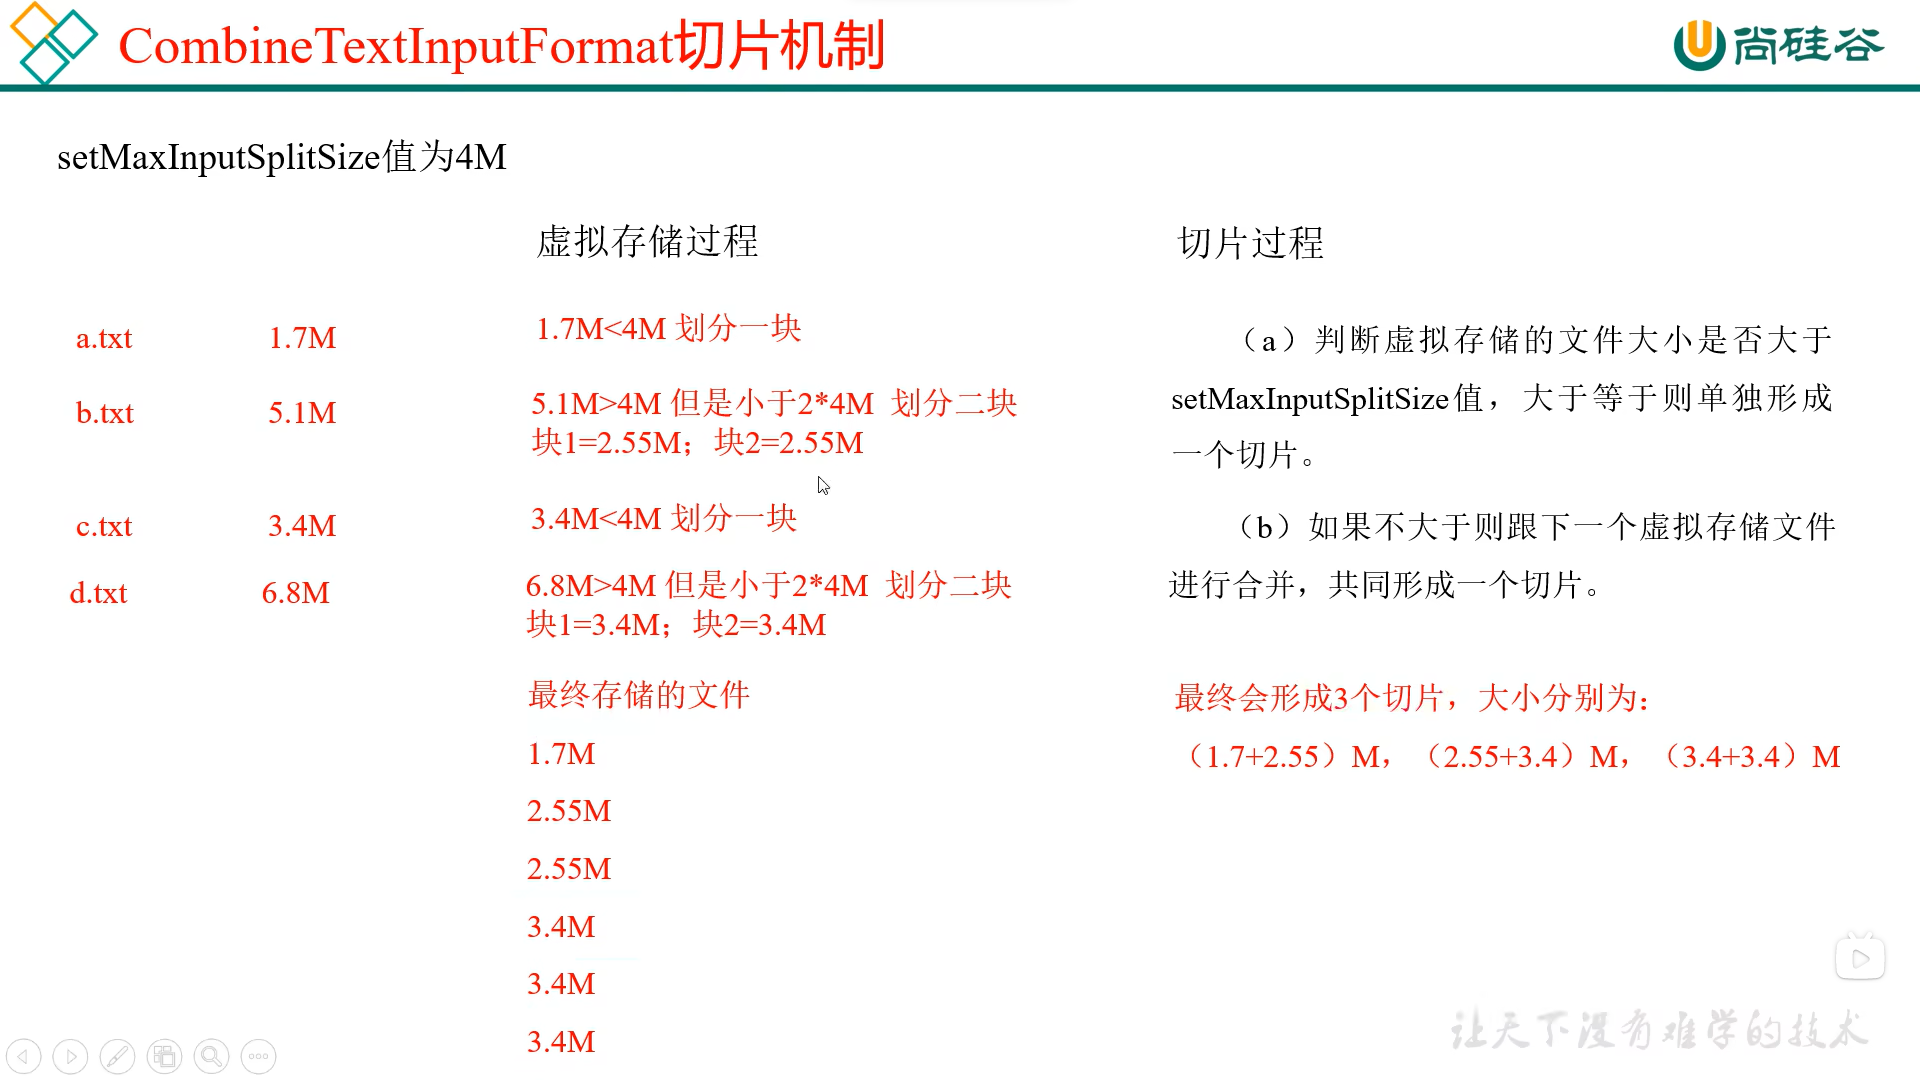 CombineTextInputFormat切片机制
尚硅谷
setMaxInputSplitSize值为4M
虚拟存储过程
切片过程
a.txt 1.7M 1.7M<4M 划分一块
b.txt 5.1M 5.1M>4M 但是小于2*4M 划分二块
块1=2.55M；块2=2.55M
c.txt 3.4M 3.4M<4M 划分一块
d.txt 6.8M 6.8M>4M 但是小于2*4M 划分二块
块1=3.4M；块2=3.4M
最终存储的文件
1.7M
2.55M
2.55M
3.4M
3.4M
3.4M
（a）判断虚拟存储的文件大小是否大于
setMaxInputSplitSize值，大于等于则单独形成
一个切片。
（b）如果不大于则跟下一个虚拟存储文件
进行合并，共同形成一个切片。
最终会形成3个切片，大小分别为：
（1.7+2.55）M，（2.55+3.4）M，（3.4+3.4）M
让天下没有难学的技术